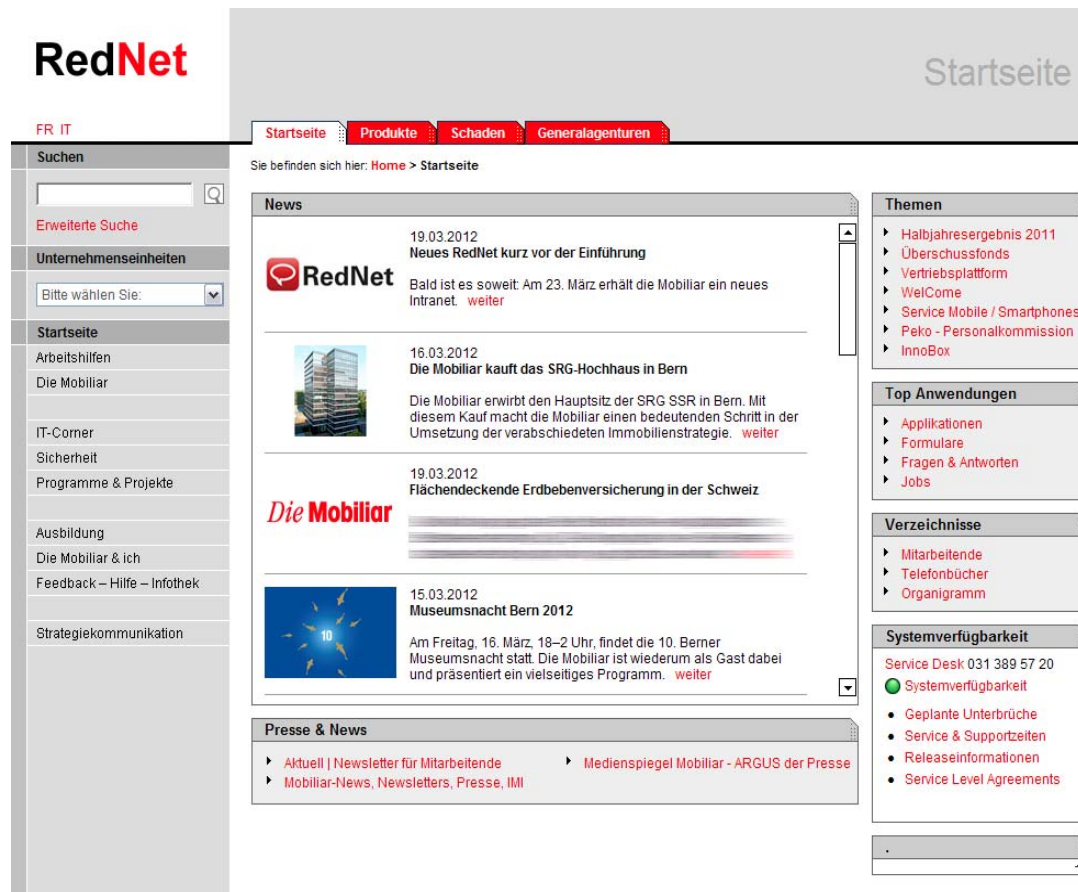 RedNet
Startseite
FR IT
Startseite
Produkte
Schaden
Generalagenturen
Suchen
Erweiterte Suche
Unternehmenseinheiten
Bitte wählen Sie:
Startseite
Arbeitshilfen
Die Mobiliar
IT-Corner
Sicherheit
Programme & Projekte
Ausbildung
Die Mobiliar & ich
Feedback – Hilfe – Infothek
Strategiekommunikation
Sie befinden sich hier: Home > Startseite
News
RedNet
19.03.2012
Neues RedNet kurz vor der Einführung
Bald ist es soweit: Am 23. März erhält die Mobiliar ein neues
Intranet. weiter
16.03.2012
Die Mobiliar kauft das SRG-Hochhaus in Bern
Die Mobiliar erwirbt den Hauptsitz der SRG SSR in Bern. Mit
diesem Kauf macht die Mobiliar einen bedeutenden Schritt in der
Umsetzung der verabschiedeten Immobilienstrategie. weiter
Die Mobiliar
19.03.2012
Flächendeckende Erdbebenversicherung in der Schweiz
10
15.03.2012
Museumsnacht Bern 2012
Am Freitag, 16. März, 18–2 Uhr, findet die 10. Berner
Museumsnacht statt. Die Mobiliar ist wiederum als Gast dabei
und präsentiert ein vielseitiges Programm. weiter
Presse & News
Aktuell | Newsletter für Mitarbeitende
Mobiliar-News, Newsletters, Presse, IMI
Medienspiegel Mobiliar - ARGUS der Presse
Themen
Halbjahresergebnis 2011
Überschussfonds
Vertriebsplattform
WelCome
Service Mobile / Smartphones
Peko - Personalkommission
InnoBox
Top Anwendungen
Applikationen
Formulare
Fragen & Antworten
Jobs
Verzeichnisse
Mitarbeitende
Telefonbücher
Organigramm
Systemverfügbarkeit
Service Desk 031 389 57 20
Systemverfügbarkeit
Geplante Unterbrüche
Service & Supportzeiten
Releaseinformationen
Service Level Agreements
.